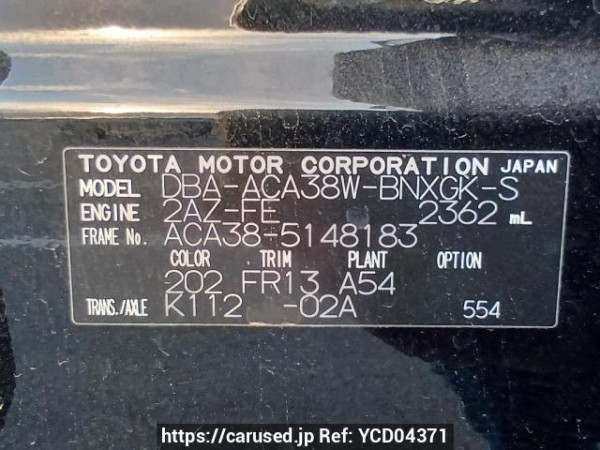 TOYOTA MOTOR CORPORATION JAPAN
MODEL DBA-ACA38W-BNXGK-S
ENGINE 2AZ-FE 2362 mL
FRAME No. ACA38-5148183
COLOR TRIM PLANT OPTION
202 FR13 A54
TRANS./AXLE K112 -02A 554
https://carused.jp Ref: YCD04371